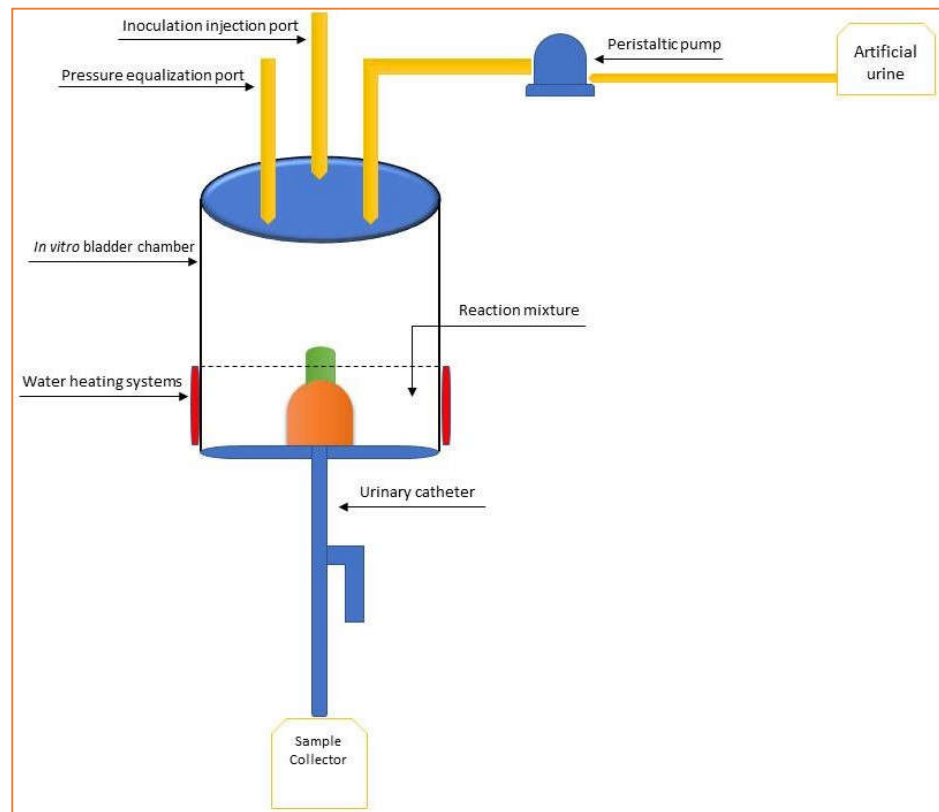 Inoculation injection port
Peristaltic pump
Artificial
urine
Pressure equalization port
In vitro bladder chamber
Reaction mixture
Water heating systems
Urinary catheter
Sample
Collector